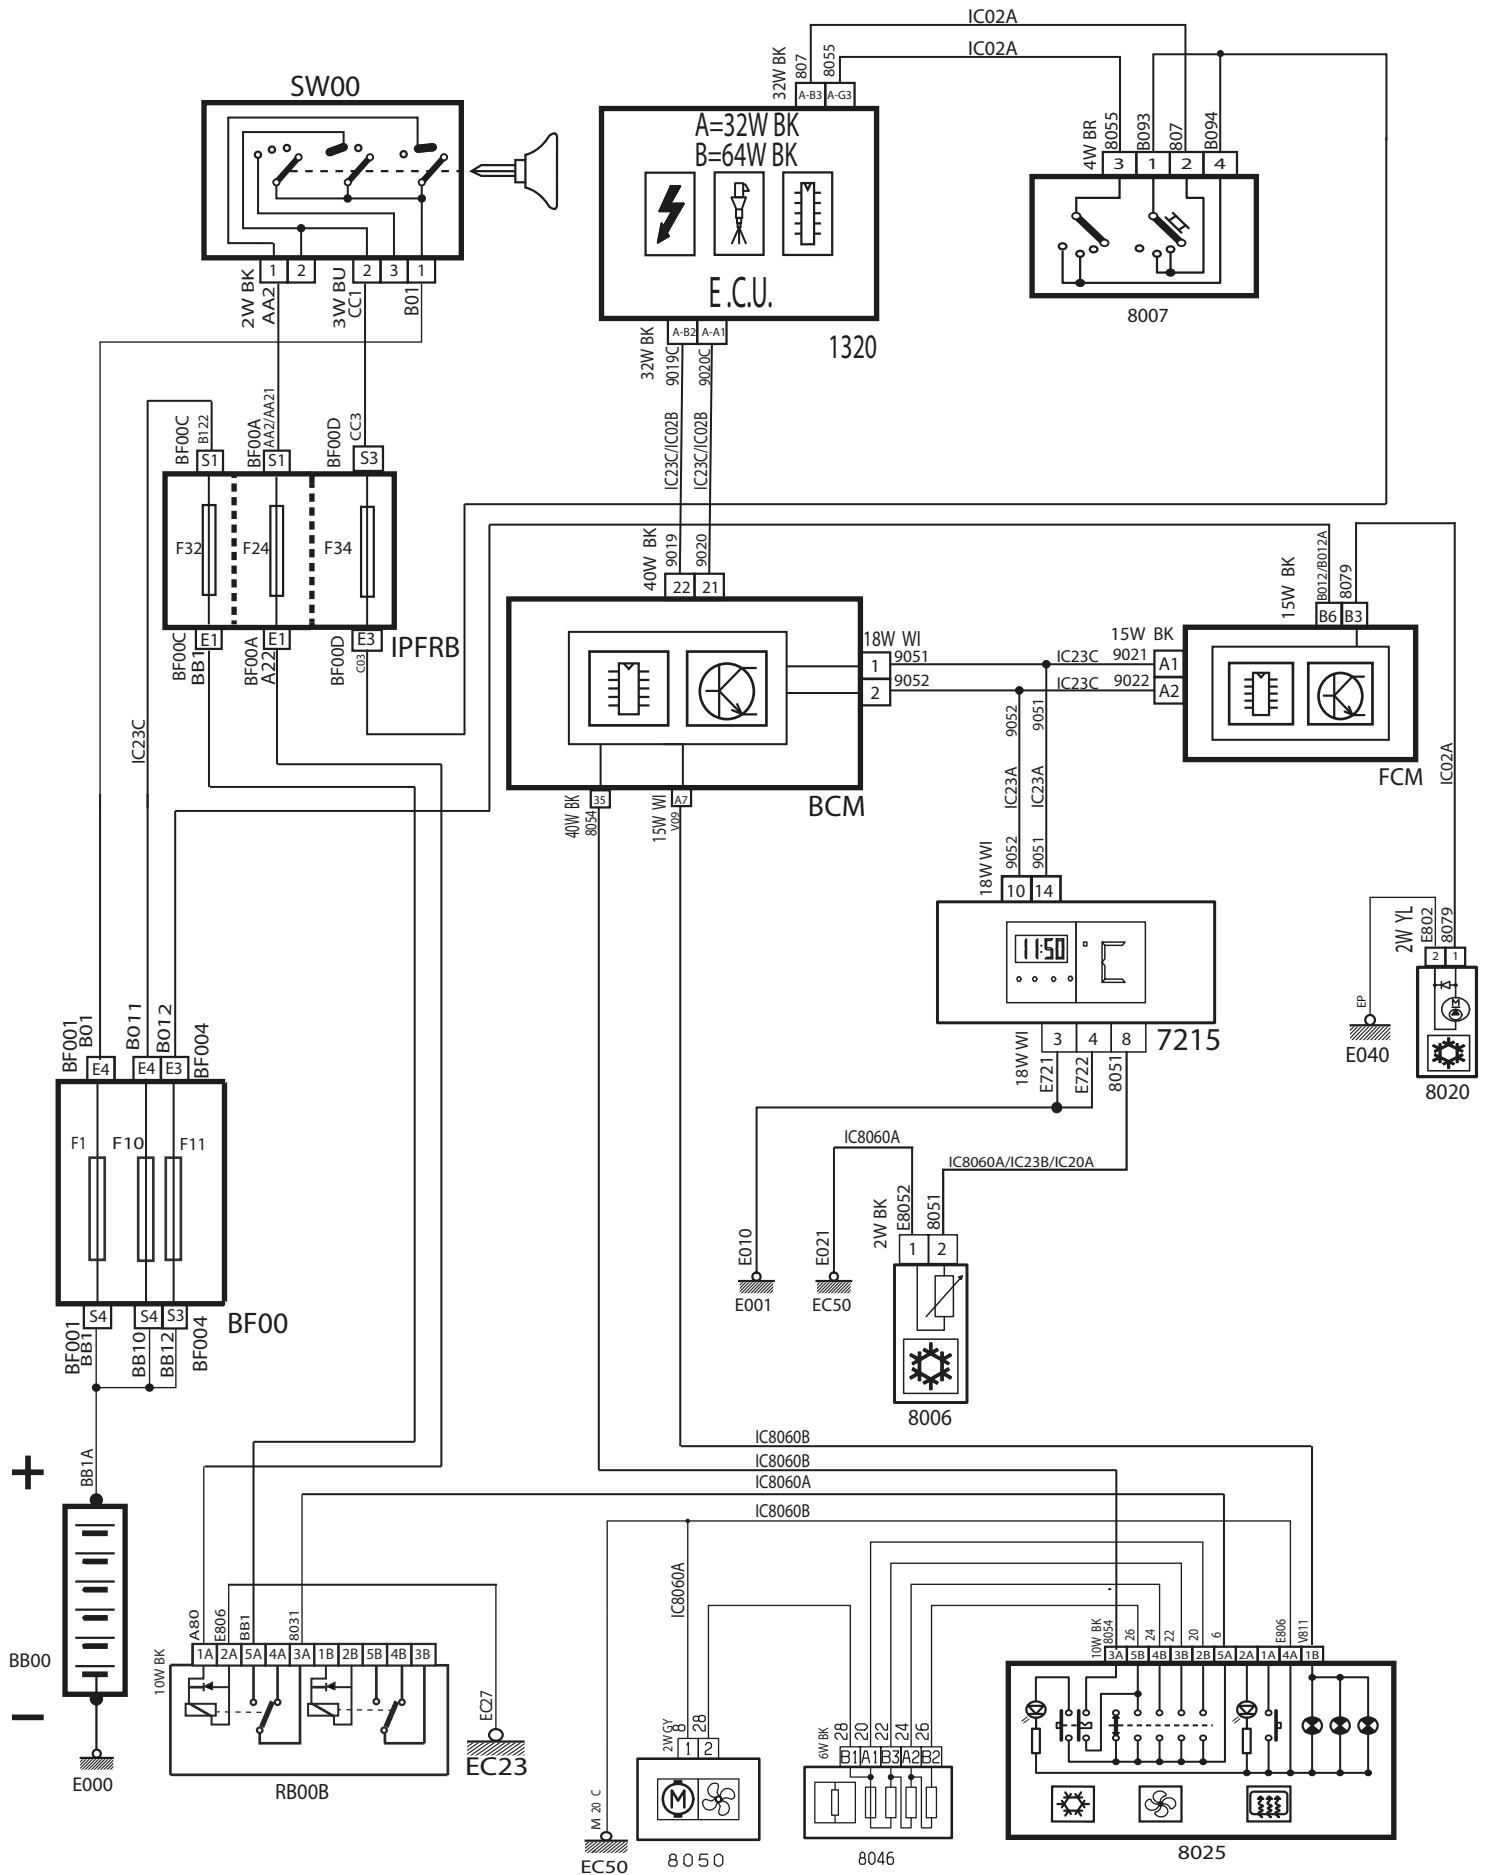 IC02A
IC02A
SW00
32W BK
807
8055
A-B3
A-G3
A=32W BK
B=64W BK
E.C.U.
1320
4W BR
8055
B093
807
B094
3
1
2
4
8007
1
2
2
3
1
2W BK
AA2
3W BU
CC1
B01
32W BK
A-B2
A-A1
9019C
9020C
IC23C/IC02B
IC23C/IC02B
BF00C
B122
BF00A
AA2/AA21
BF00D
CC3
S1
S1
S3
F32
F24
F34
E1
E1
E3
IPFRB
BF00C
BB1
BF00A
A22
BF00D
C03
IC23C
40W BK
9019
9020
22
21
18W WI
1
9051
2
9052
BCM
35
A7
40W BK
8054
15W WI
V09
15W BK
B012/B012A
8079
B6
B3
15W BK
IC23C
9021
A1
IC23C
9022
A2
FCM
IC02A
9052
9051
IC23A
IC23A
18W WI
9052
9051
10
14
11:50
3
4
8
7215
18W WI
E721
E722
8051
2W YL
E802
8079
2
1
EP
E040
8020
BF001
B01
B011
B012
BF004
E4
E4
E3
F1
F10
F11
S4
S4
S3
BF00
BF001
BB1
BB10
BB12
BF004
IC8060A
IC8060A/IC23B/IC20A
2W BK
E8052
8051
1
2
E010
E001
E021
EC50
8006
BB1A
+
BB00
−
E000
IC8060B
IC8060B
IC8060A
IC8060B
IC8060A
10W BK
A80
E806
BB1
8031
1A
2A
5A
4A
3A
1B
2B
5B
4B
3B
RB00B
EC27
EC23
M 20 C
EC50
2W GY
8
28
1
2
M
8050
6W BK
28
20
22
24
26
B1
A1
B3
A2
B2
8046
10W BK
8054
26
24
22
20
6
E806
V811
3A
5B
4B
3B
2B
5A
2A
1A
4A
1B
8025